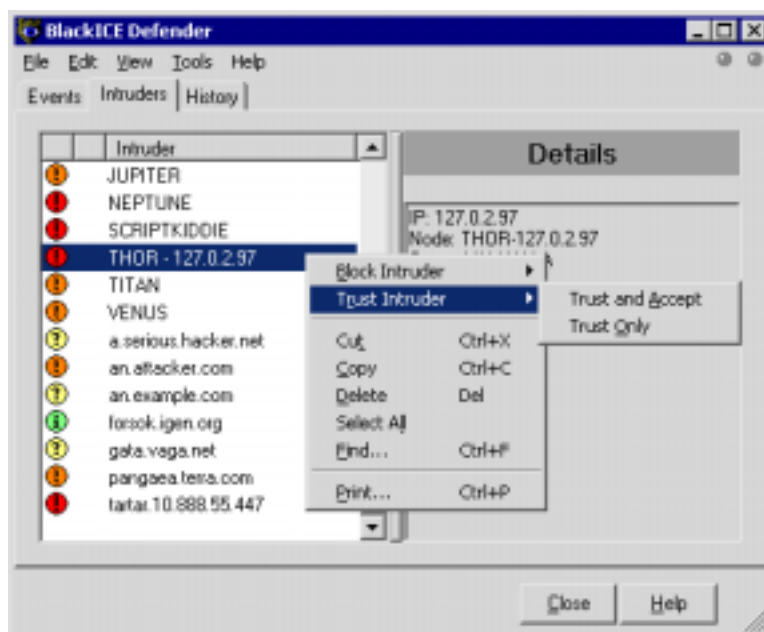 BlackICE Defender
File Edit View Tools Help
Events Intruders History
Intruder
JUPITER
NEPTUNE
SCRIPTKIDDIE
THOR - 127.0.2.97
TITAN
VENUS
a.serious.hacker.net
an.attacker.com
an.example.com
forsok.igen.org
gata.vaga.net
pangaea.terra.com
tartar.10.888.55.447
Details
IP: 127.0.2.97
Node: THOR-127.0.2.97
Block Intruder
Trust Intruder
Cut Ctrl+X
Copy Ctrl+C
Delete Del
Select All
Find... Ctrl+F
Print... Ctrl+P
Trust and Accept
Trust Only
Close Help